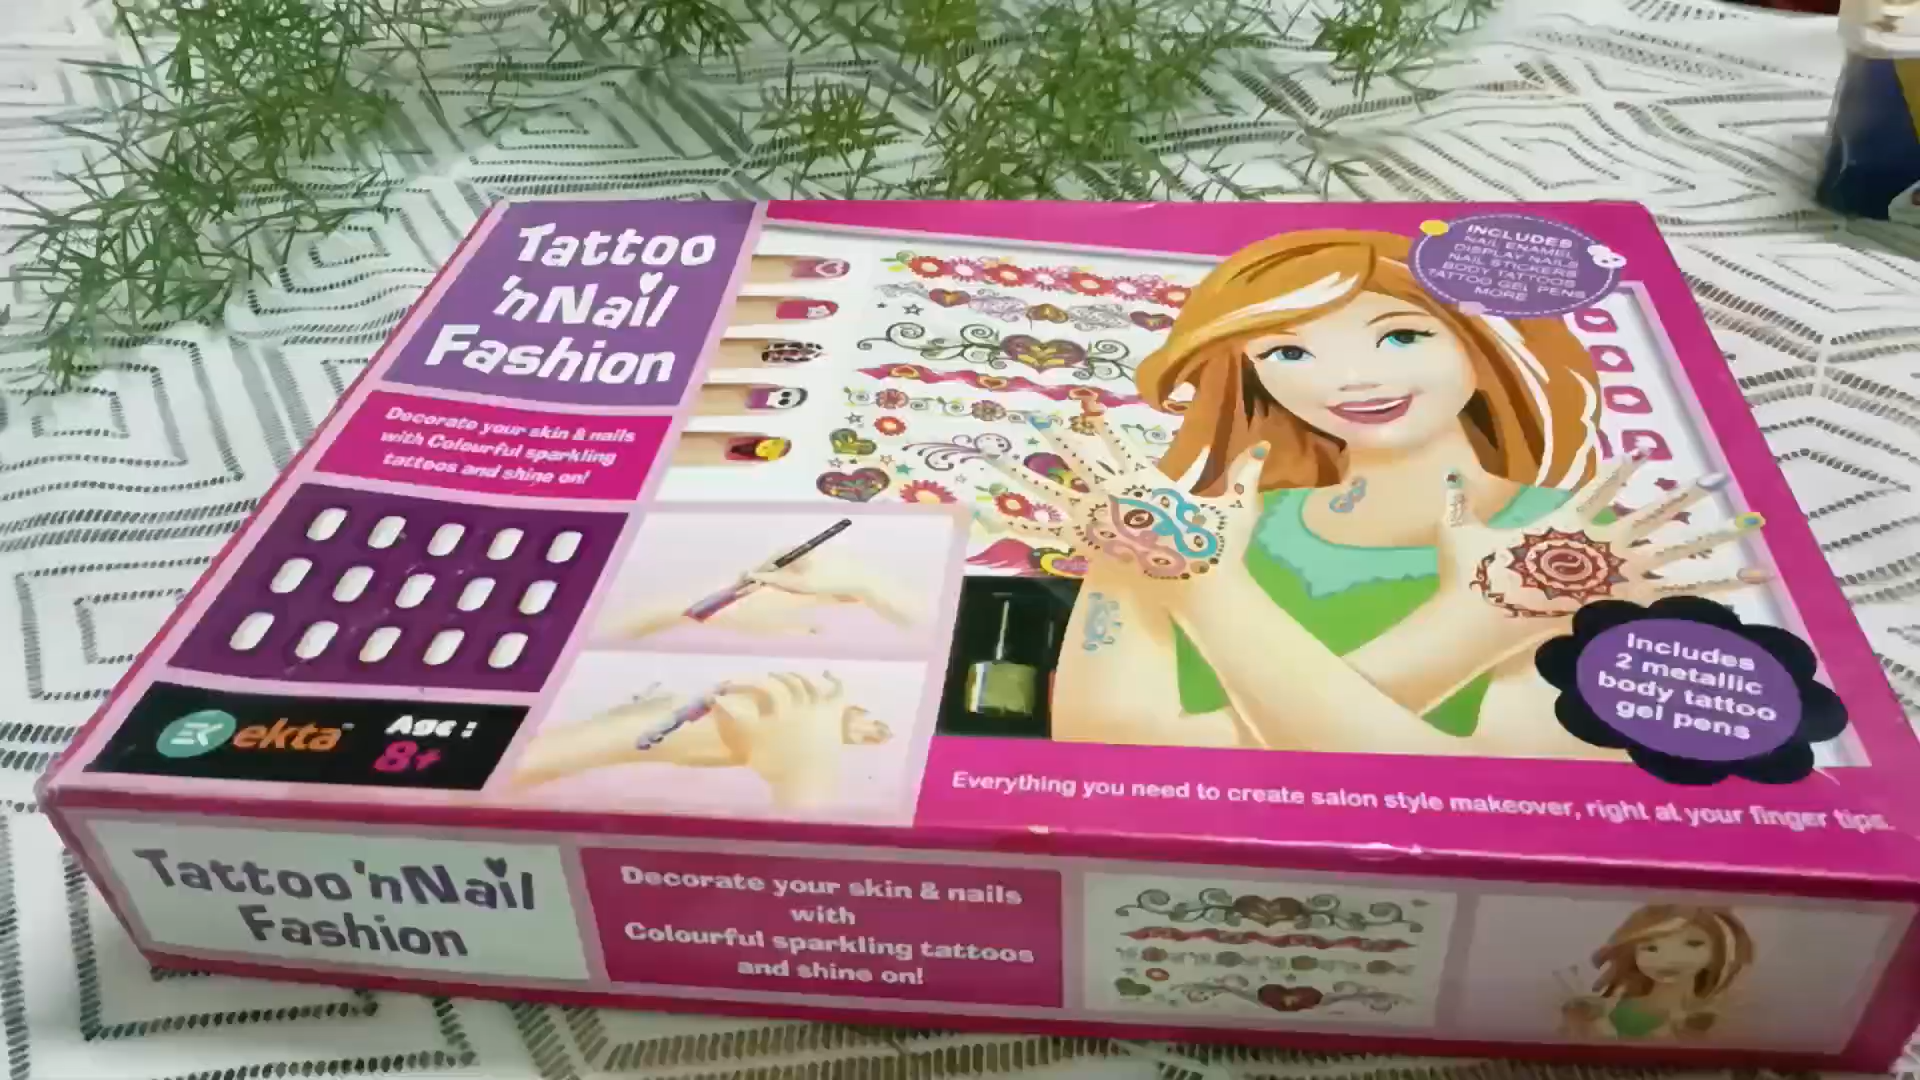 Tattoo
'n Nail
Fashion
Decorate your skin & nails
with Colourful sparkling
tattoos and shine on!
INCLUDES
NAIL ENAMEL
DISPLAY NAILS
NAIL STICKERS
BODY TATTOOS
TATTOO GEL PENS
MORE
Includes
2 metallic
body tattoo
gel pens
EK ekta™
Age :
8+
Everything you need to create salon style makeover, right at your finger tips.
Tattoo 'n Nail
Fashion
Decorate your skin & nails
with
Colourful sparkling tattoos
and shine on!